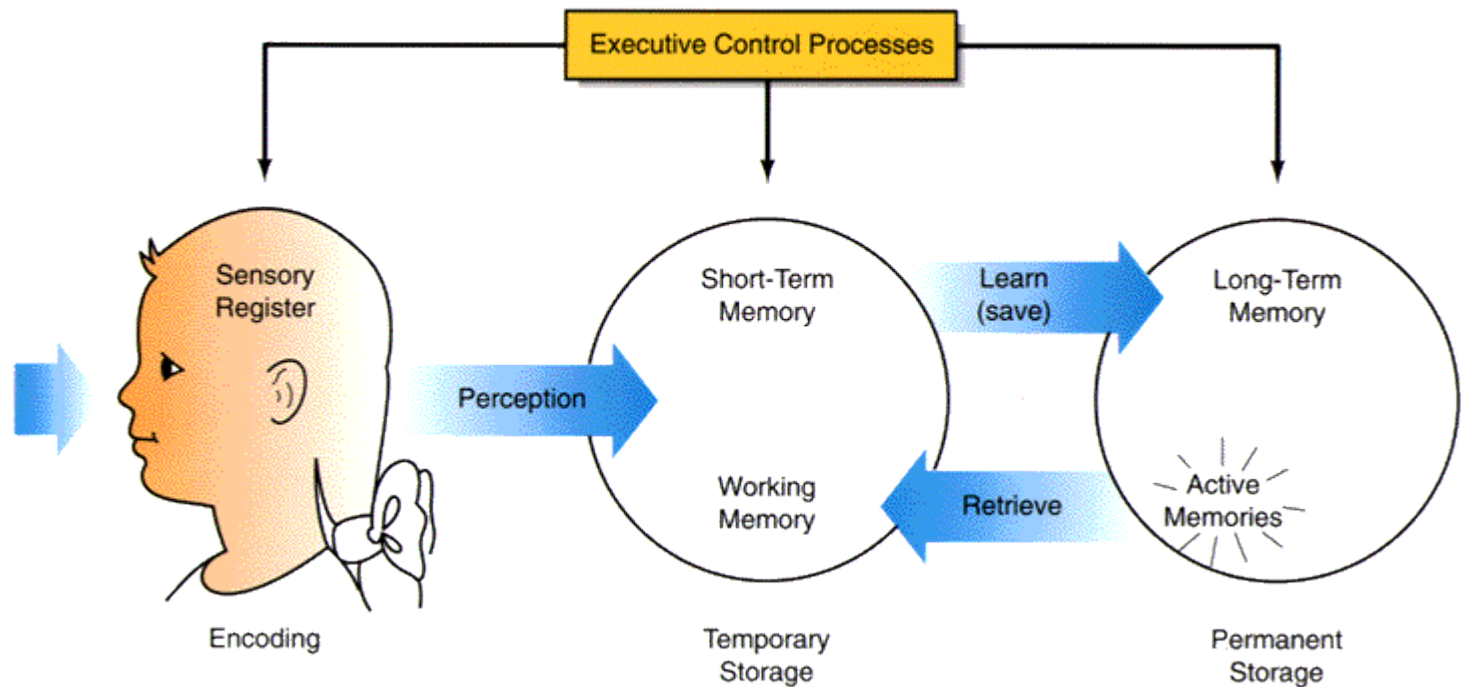 Executive Control Processes
Sensory
Register
Short-Term
Memory
Learn
(save)
Long-Term
Memory
Perception
Working
Memory
Retrieve
Active
Memories
Encoding
Temporary
Storage
Permanent
Storage